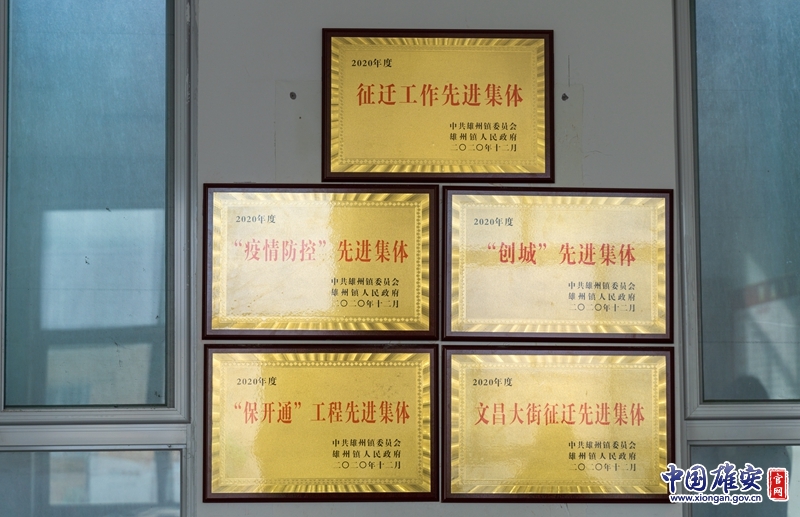 2020年度
征迁工作先进集体
中共雄州镇委员会
雄州镇人民政府
二〇二〇年十二月
2020年度
“疫情防控”先进集体
中共雄州镇委员会
雄州镇人民政府
二〇二〇年十二月
2020年度
“创城”先进集体
中共雄州镇委员会
雄州镇人民政府
二〇二〇年十二月
2020年度
“保开通”工程先进集体
中共雄州镇委员会
雄州镇人民政府
二〇二〇年十二月
2020年度
文昌大街征迁先进集体
中共雄州镇委员会
雄州镇人民政府
二〇二〇年十二月
中国雄安 官网
www.xiongan.gov.cn